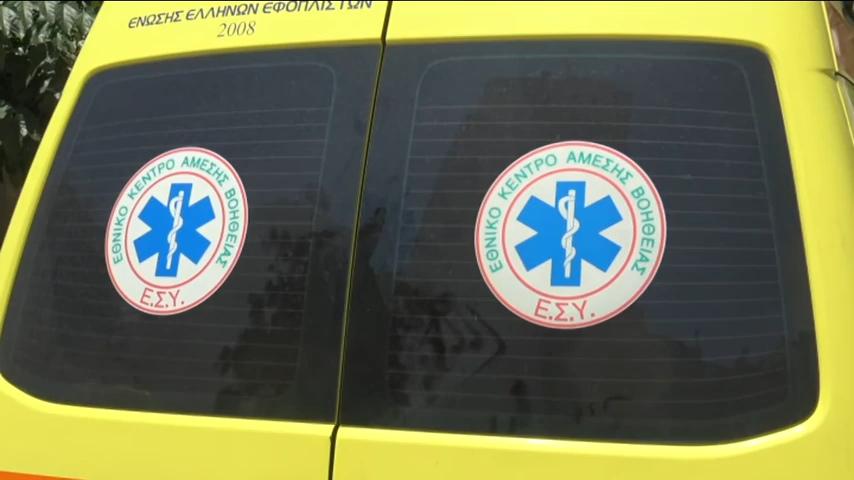 ΕΝΩΣΗΣ ΕΛΛΗΝΩΝ ΕΦΟΠΛΙΣΤΩΝ
2008
ΕΘΝΙΚΟ ΚΕΝΤΡΟ ΑΜΕΣΗΣ ΒΟΗΘΕΙΑΣ
Ε.Σ.Υ.
ΕΘΝΙΚΟ ΚΕΝΤΡΟ ΑΜΕΣΗΣ ΒΟΗΘΕΙΑΣ
Ε.Σ.Υ.